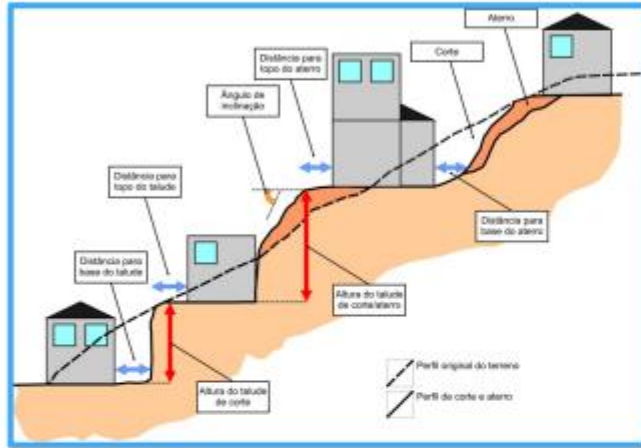 Aterro
Distância para
topo do aterro
Corte
Ângulo de
inclinação
Distância para
topo do talude
Distância para
base do talude
Distância para
base do aterro
Altura do talude
de corte/aterro
Altura do talude
de corte
Perfil original do terreno
Perfil de corte e aterro